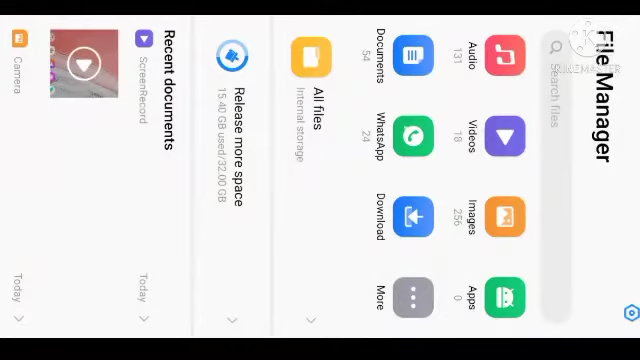 File Manager
KINEMASTER
Search files
Audio
131
Videos
18
Images
256
Apps
0
Documents
54
WhatsApp
24
Download
More
All files
Internal storage
Release more space
15.40 GB used/32.00 GB
Recent documents
ScreenRecord
Today
Camera
Today